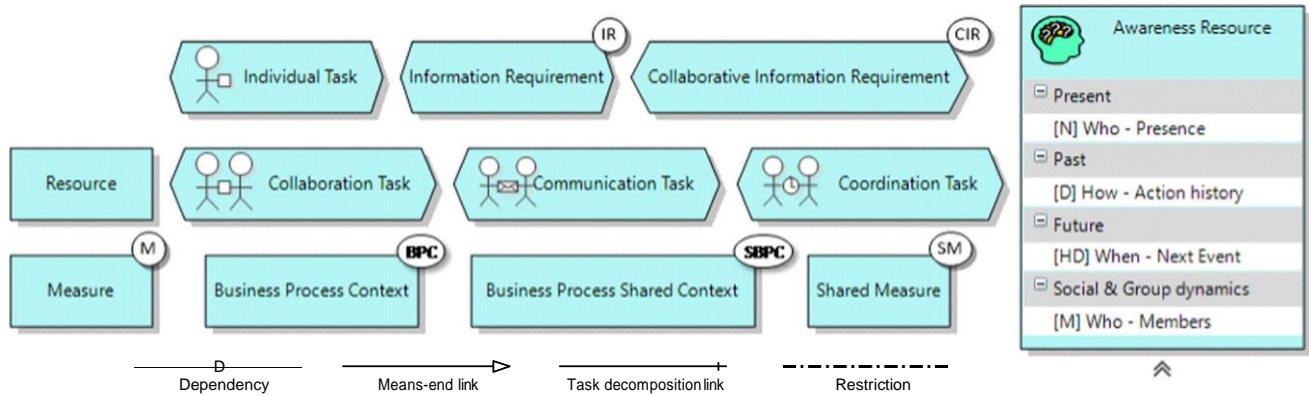 IR
CIR
Individual Task
Information Requirement
Collaborative Information Requirement
Resource
Collaboration Task
Communication Task
Coordination Task
M
BPC
SBPC
SM
Measure
Business Process Context
Business Process Shared Context
Shared Measure
D
Dependency
Means-end link
Task decomposition link
Restriction
Awareness Resource
Present
[N] Who - Presence
Past
[D] How - Action history
Future
[HD] When - Next Event
Social & Group dynamics
[M] Who - Members